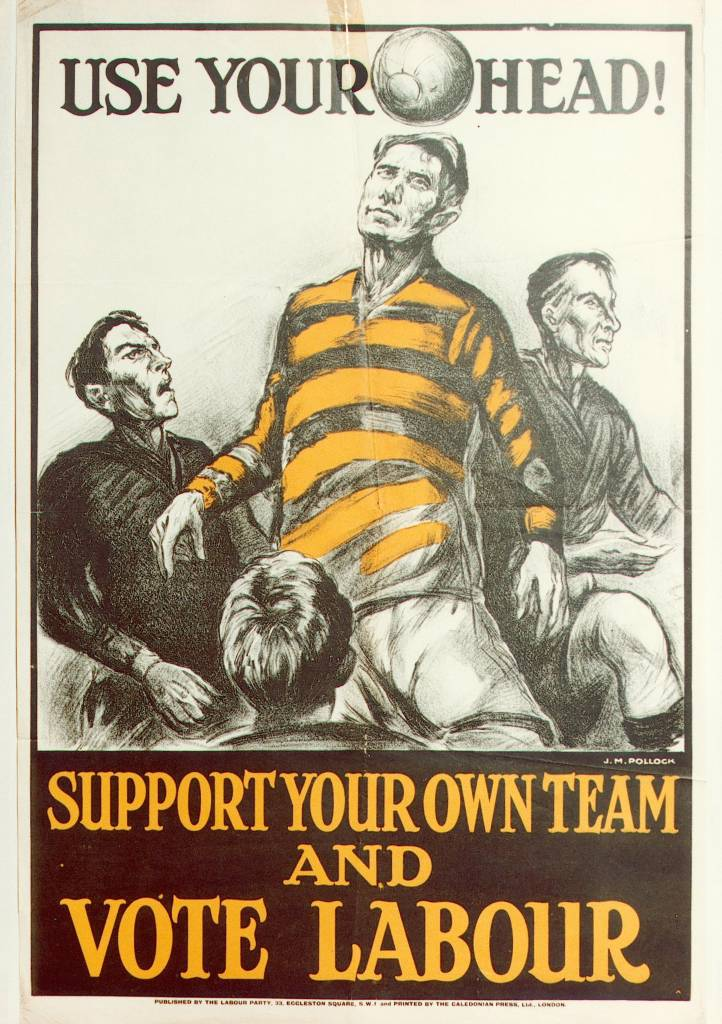 USE YOUR HEAD!
J. M. POLLOCK
SUPPORT YOUR OWN TEAM
AND
VOTE LABOUR
PUBLISHED BY THE LABOUR PARTY, 33, ECCLESTON SQUARE, S.W.1 and PRINTED BY THE CALEDONIAN PRESS, Ltd., LONDON.